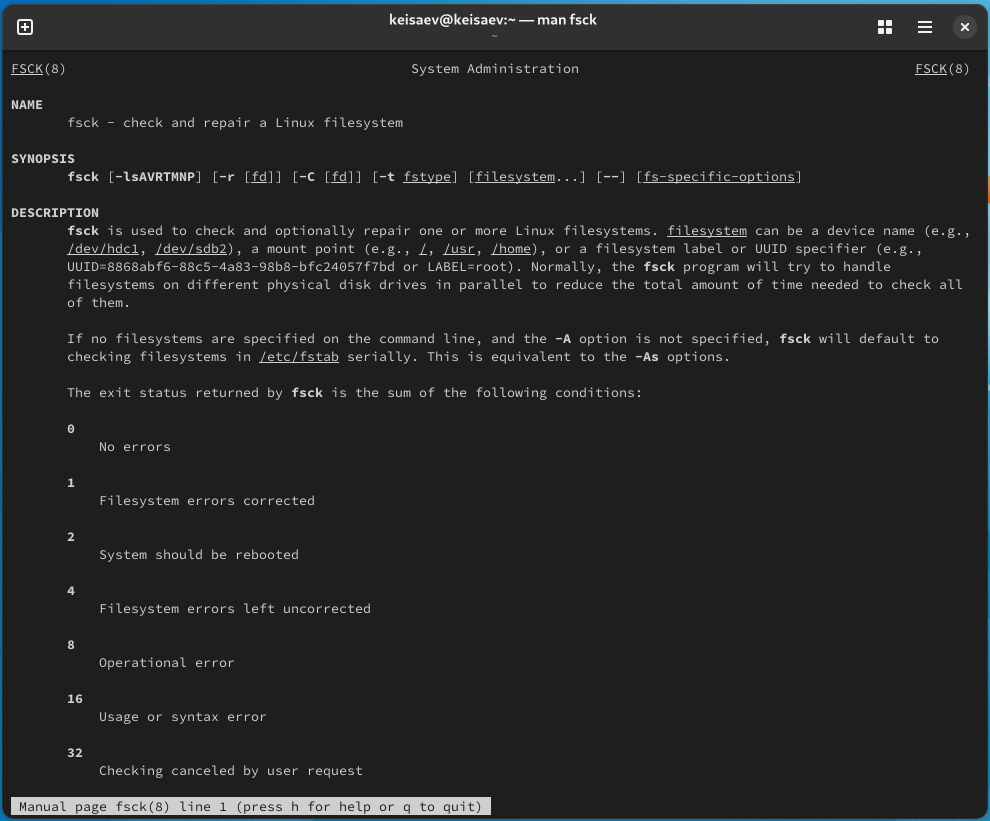 keisaev@keisaev:~ — man fsck
~
FSCK(8) System Administration FSCK(8)
NAME
fsck - check and repair a Linux filesystem
SYNOPSIS
fsck [-lsAVRTMNP] [-r [fd]] [-C [fd]] [-t fstype] [filesystem...] [--] [fs-specific-options]
DESCRIPTION
fsck is used to check and optionally repair one or more Linux filesystems. filesystem can be a device name (e.g.,
/dev/hdc1, /dev/sdb2), a mount point (e.g., /, /usr, /home), or a filesystem label or UUID specifier (e.g.,
UUID=8868abf6-88c5-4a83-98b8-bfc24057f7bd or LABEL=root). Normally, the fsck program will try to handle
filesystems on different physical disk drives in parallel to reduce the total amount of time needed to check all
of them.
If no filesystems are specified on the command line, and the -A option is not specified, fsck will default to
checking filesystems in /etc/fstab serially. This is equivalent to the -As options.
The exit status returned by fsck is the sum of the following conditions:
0
No errors
1
Filesystem errors corrected
2
System should be rebooted
4
Filesystem errors left uncorrected
8
Operational error
16
Usage or syntax error
32
Checking canceled by user request
Manual page fsck(8) line 1 (press h for help or q to quit)